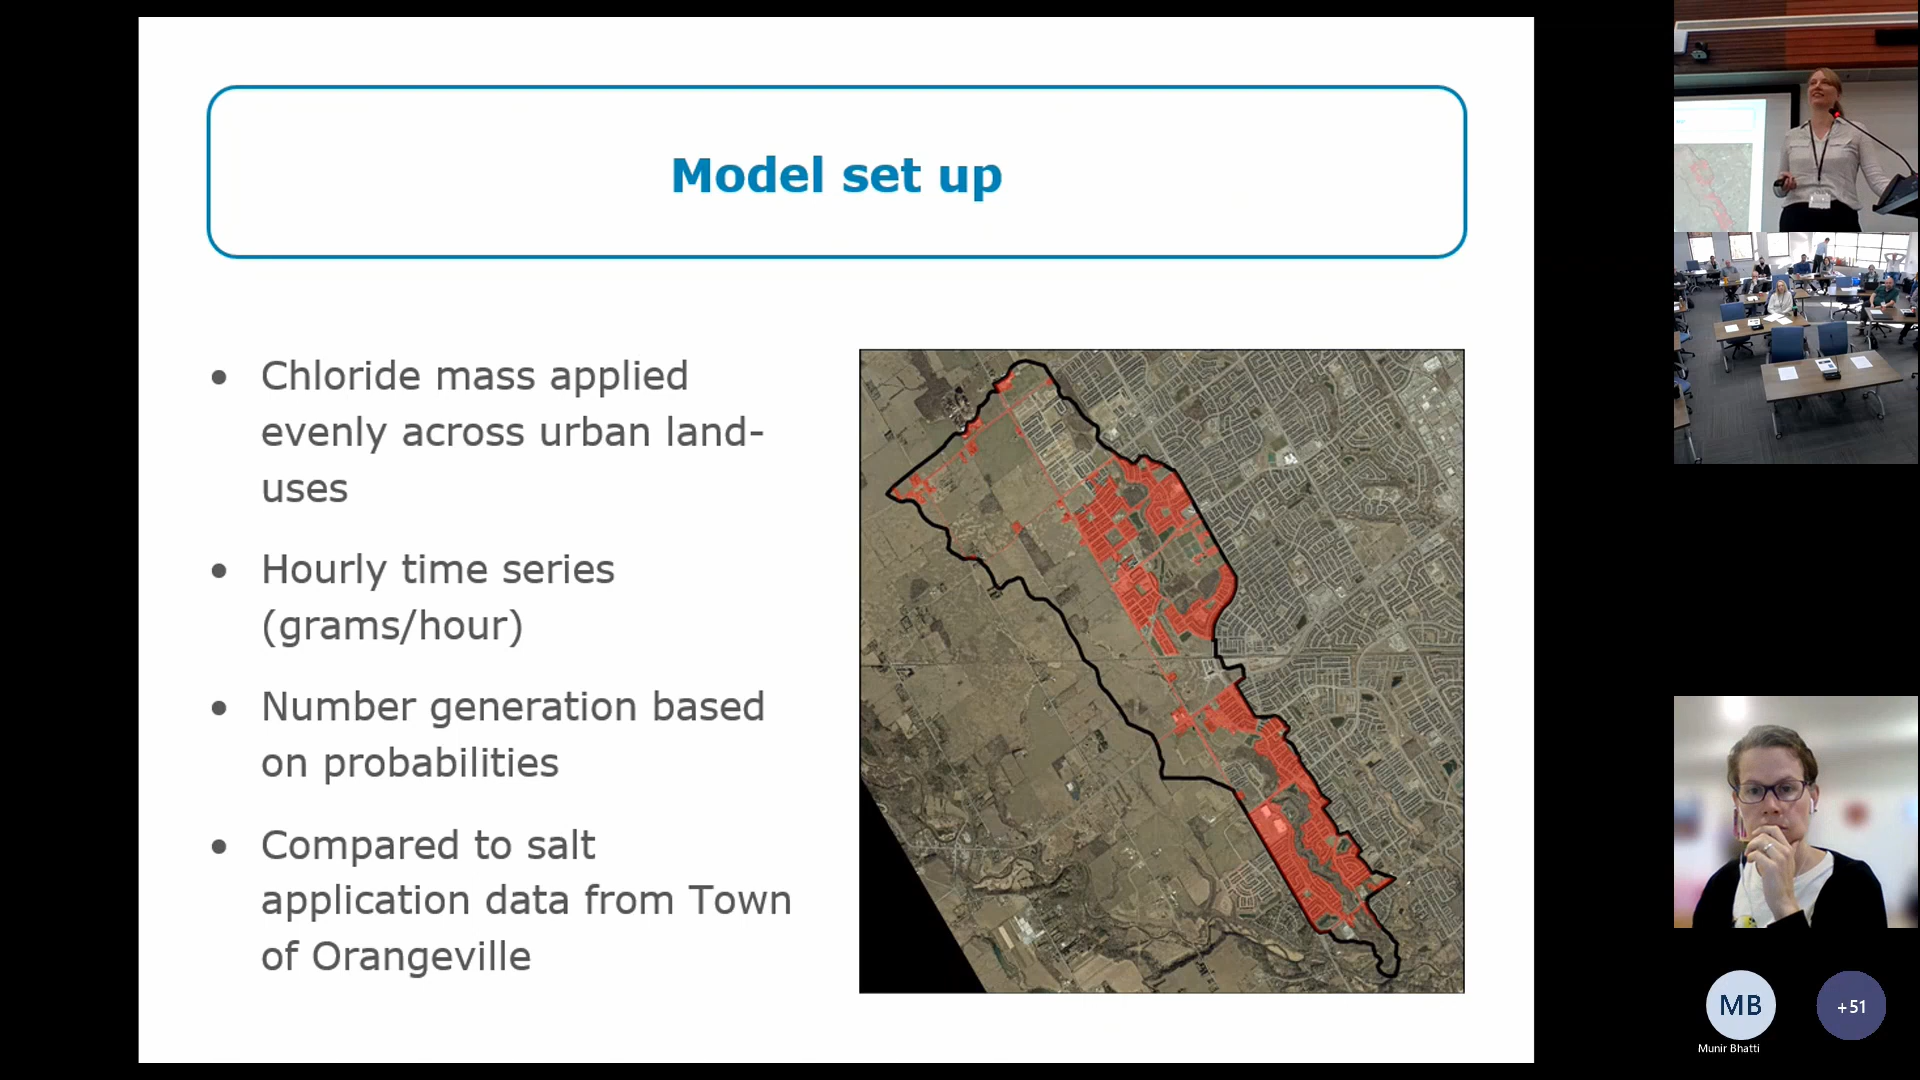 Model set up
• Chloride mass applied
evenly across urban land-
uses
• Hourly time series
(grams/hour)
• Number generation based
on probabilities
• Compared to salt
application data from Town
of Orangeville
MB
+51
Munir Bhatti